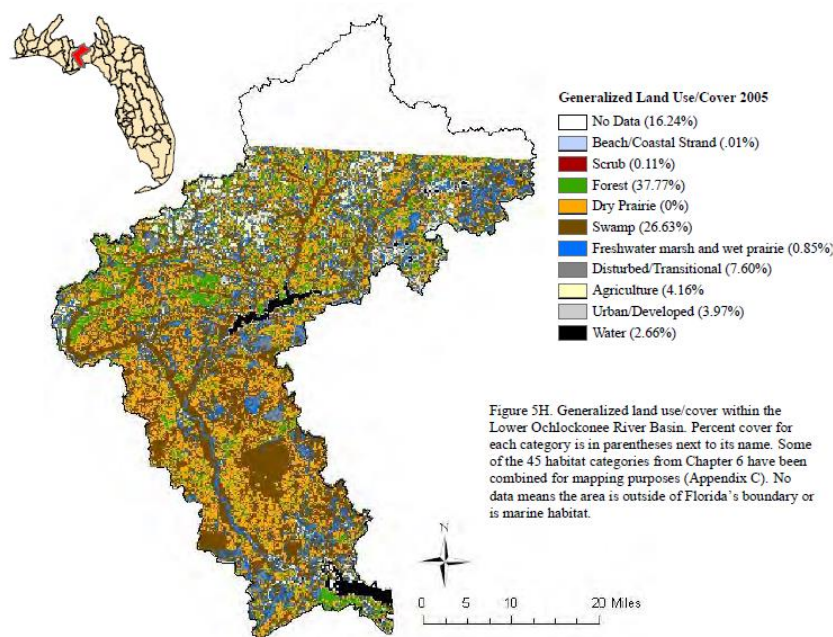 Generalized Land Use/Cover 2005
No Data (16.24%)
Beach/Coastal Strand (.01%)
Scrub (0.11%)
Forest (37.77%)
Dry Prairie (0%)
Swamp (26.63%)
Freshwater marsh and wet prairie (0.85%)
Disturbed/Transitional (7.60%)
Agriculture (4.16%
Urban/Developed (3.97%)
Water (2.66%)
Figure 5H. Generalized land use/cover within the
Lower Ochlockonee River Basin. Percent cover for
each category is in parentheses next to its name. Some
of the 45 habitat categories from Chapter 6 have been
combined for mapping purposes (Appendix C). No
data means the area is outside of Florida’s boundary or
is marine habitat.
N
0 5 10 20 Miles